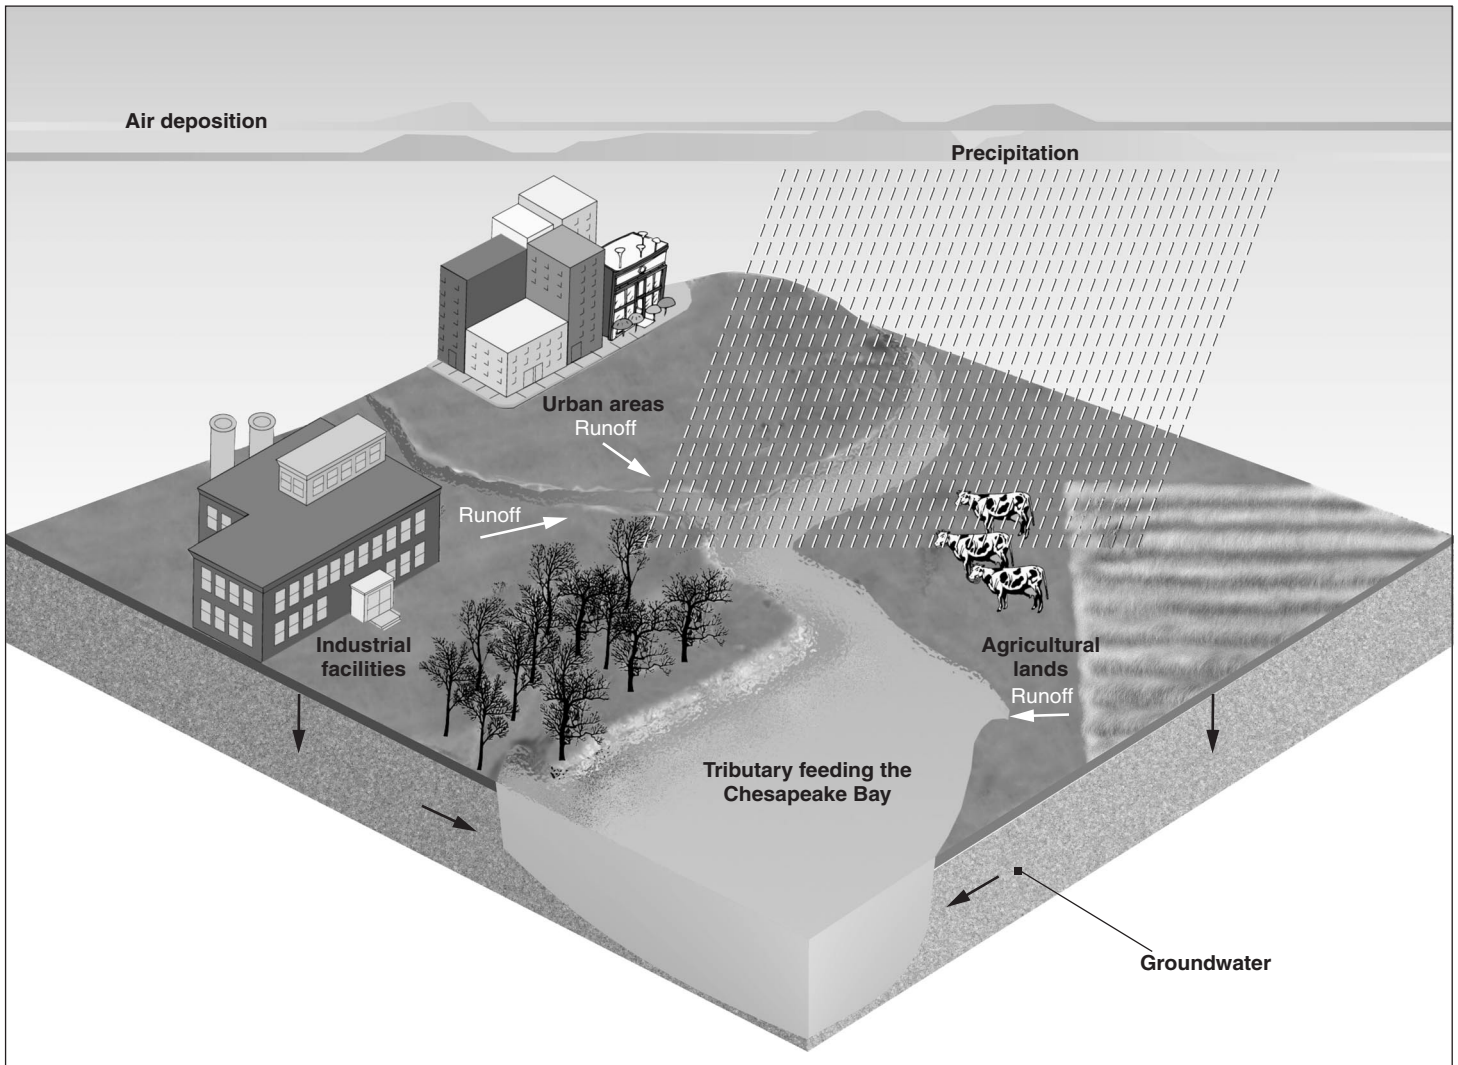 Air deposition
Precipitation
Urban areas
Runoff
Runoff
Industrial
facilities
Agricultural
lands
Runoff
Tributary feeding the
Chesapeake Bay
Groundwater